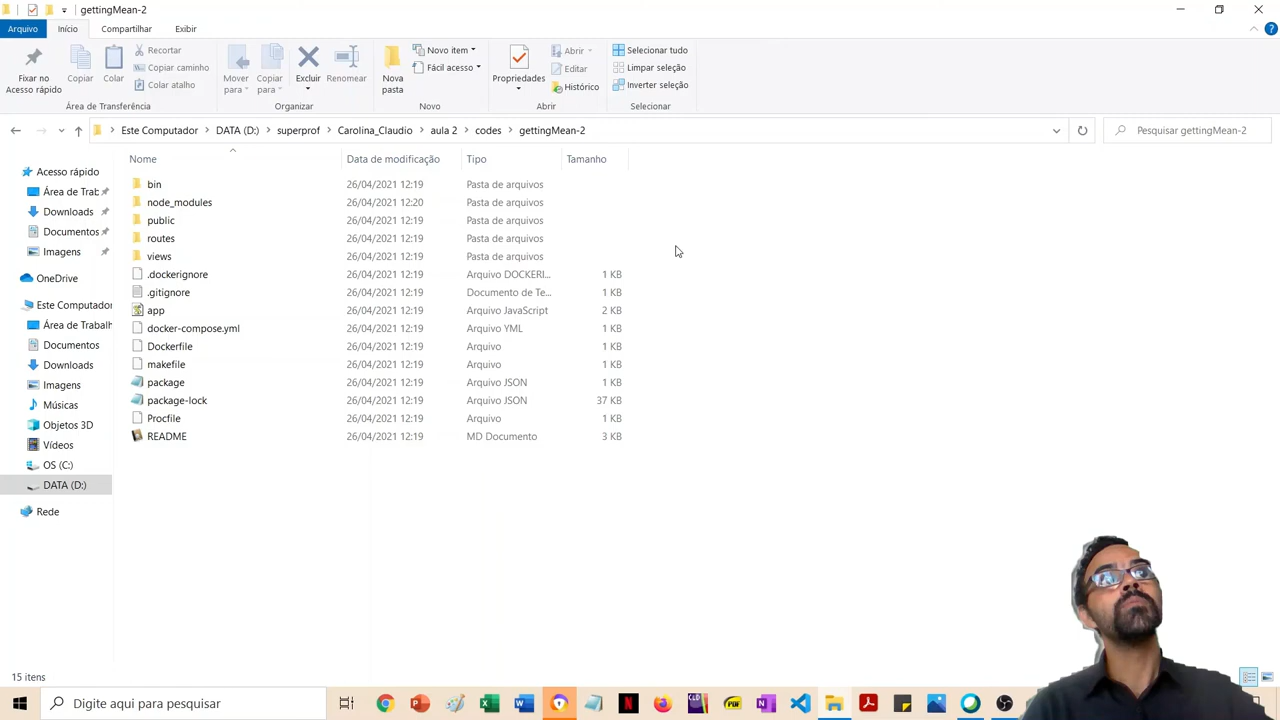 gettingMean-2
Arquivo Início Compartilhar Exibir
Fixar no Acesso rápido
Copiar
Colar
Recortar
Copiar caminho
Colar atalho
Mover para
Copiar para
Excluir
Renomear
Nova pasta
Novo item
Fácil acesso
Propriedades
Abrir
Editar
Histórico
Selecionar tudo
Limpar seleção
Inverter seleção
Área de Transferência Organizar Novo Abrir Selecionar
Este Computador DATA (D:) superprof Carolina_Claudio aula 2 codes gettingMean-2
Pesquisar gettingMean-2
Acesso rápido
Área de Trab
Downloads
Documentos
Imagens
OneDrive
Este Computador
Área de Trabalh
Documentos
Downloads
Imagens
Músicas
Objetos 3D
Vídeos
OS (C:)
DATA (D:)
Rede
Nome Data de modificação Tipo Tamanho
bin 26/04/2021 12:19 Pasta de arquivos
node_modules 26/04/2021 12:20 Pasta de arquivos
public 26/04/2021 12:19 Pasta de arquivos
routes 26/04/2021 12:19 Pasta de arquivos
views 26/04/2021 12:19 Pasta de arquivos
.dockerignore 26/04/2021 12:19 Arquivo DOCKERI... 1 KB
.gitignore 26/04/2021 12:19 Documento de Te... 1 KB
app 26/04/2021 12:19 Arquivo JavaScript 2 KB
docker-compose.yml 26/04/2021 12:19 Arquivo YML 1 KB
Dockerfile 26/04/2021 12:19 Arquivo 1 KB
makefile 26/04/2021 12:19 Arquivo 1 KB
package 26/04/2021 12:19 Arquivo JSON 1 KB
package-lock 26/04/2021 12:19 Arquivo JSON 37 KB
Procfile 26/04/2021 12:19 Arquivo 1 KB
README 26/04/2021 12:19 MD Documento 3 KB
15 itens
Digite aqui para pesquisar